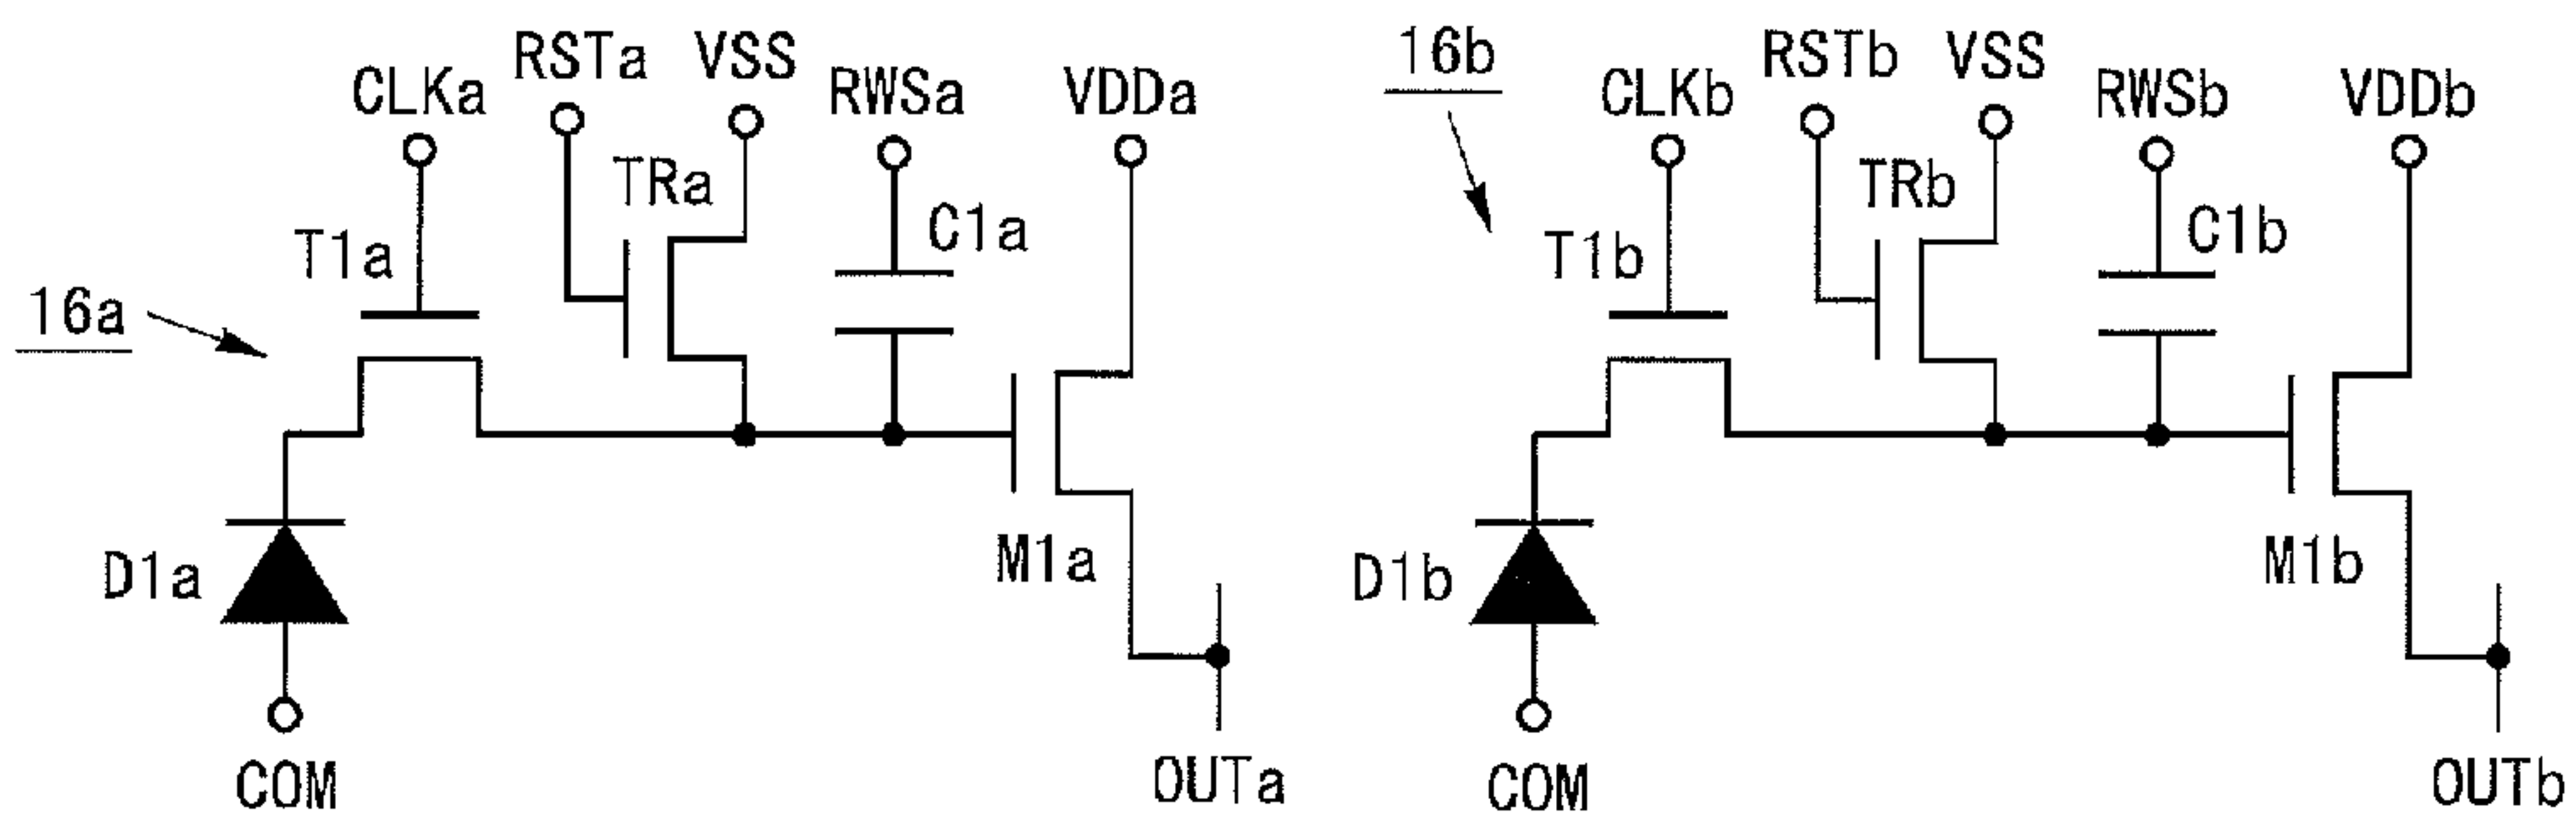 RSTa VSS
CLKa RWSa VDDa
TRa
T1a C1a
16a
M1a
D1a
COM OUTa
16b RSTb VSS
CLKb RWSb VDDb
TRb
T1b C1b
M1b
D1b
COM OUTb